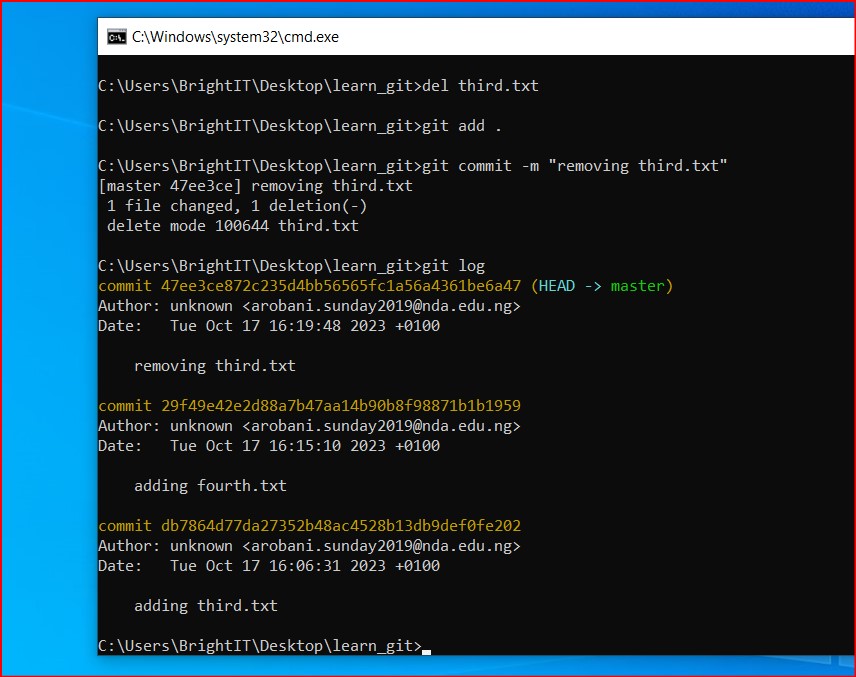 C:\Windows\system32\cmd.exe
C:\Users\BrightIT\Desktop\learn_git>del third.txt
C:\Users\BrightIT\Desktop\learn_git>git add .
C:\Users\BrightIT\Desktop\learn_git>git commit -m "removing third.txt"
[master 47ee3ce] removing third.txt
 1 file changed, 1 deletion(-)
 delete mode 100644 third.txt
C:\Users\BrightIT\Desktop\learn_git>git log
commit 47ee3ce872c235d4bb56565fc1a56a4361be6a47 (HEAD -> master)
Author: unknown <arobani.sunday2019@nda.edu.ng>
Date:   Tue Oct 17 16:19:48 2023 +0100
    removing third.txt
commit 29f49e42e2d88a7b47aa14b90b8f98871b1b1959
Author: unknown <arobani.sunday2019@nda.edu.ng>
Date:   Tue Oct 17 16:15:10 2023 +0100
    adding fourth.txt
commit db7864d77da27352b48ac4528b13db9def0fe202
Author: unknown <arobani.sunday2019@nda.edu.ng>
Date:   Tue Oct 17 16:06:31 2023 +0100
    adding third.txt
C:\Users\BrightIT\Desktop\learn_git>